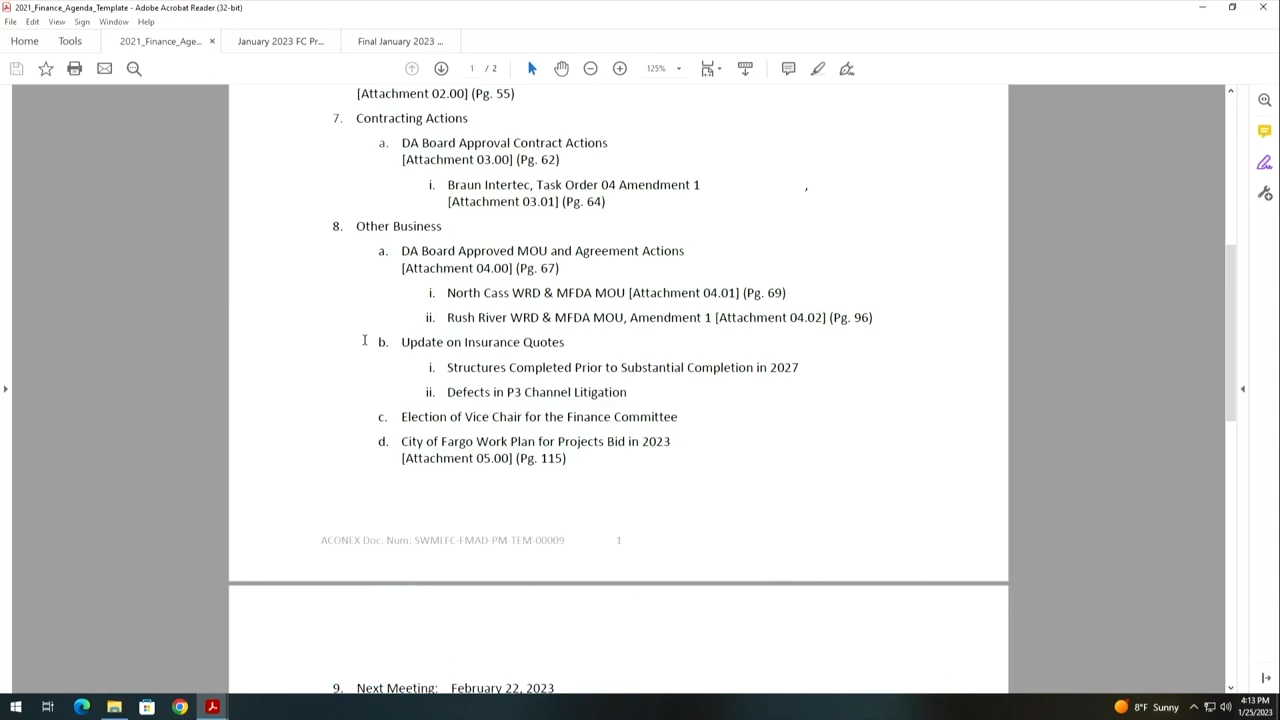 2021_Finance_Agenda_Template - Adobe Acrobat Reader (32-bit)
File Edit View Sign Window Help
Home Tools 2021_Finance_Age... × January 2023 FC Pr... Final January 2023 ...
1 / 2 125%
[Attachment 02.00] (Pg. 55)
7. Contracting Actions
a. DA Board Approval Contract Actions
[Attachment 03.00] (Pg. 62)
i. Braun Intertec, Task Order 04 Amendment 1 ,
[Attachment 03.01] (Pg. 64)
8. Other Business
a. DA Board Approved MOU and Agreement Actions
[Attachment 04.00] (Pg. 67)
i. North Cass WRD & MFDA MOU [Attachment 04.01] (Pg. 69)
ii. Rush River WRD & MFDA MOU, Amendment 1 [Attachment 04.02] (Pg. 96)
b. Update on Insurance Quotes
i. Structures Completed Prior to Substantial Completion in 2027
ii. Defects in P3 Channel Litigation
c. Election of Vice Chair for the Finance Committee
d. City of Fargo Work Plan for Projects Bid in 2023
[Attachment 05.00] (Pg. 115)
ACONEX Doc. Num: SWMLFC-FMAD-PM-TEM-00009 1
9. Next Meeting: February 22, 2023
8°F Sunny
4:13 PM
1/25/2023